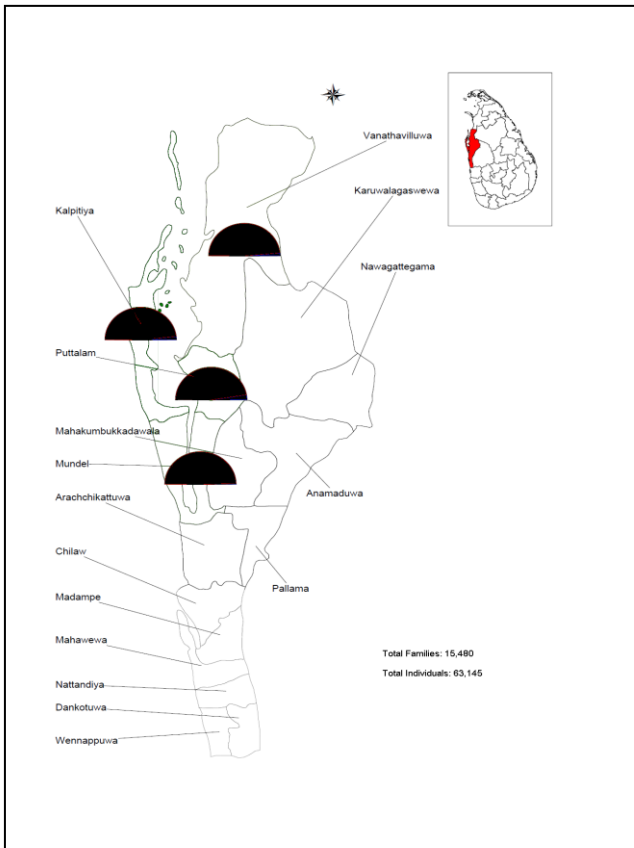 Vanathavilluwa
Karuwalagaswewa
Kalpitiya
Nawagattegama
Puttalam
Mahakumbukkadawala
Mundel
Anamaduwa
Arachchikattuwa
Chilaw
Pallama
Madampe
Mahawewa
Total Families: 15,480
Total Individuals: 63,145
Nattandiya
Dankotuwa
Wennappuwa